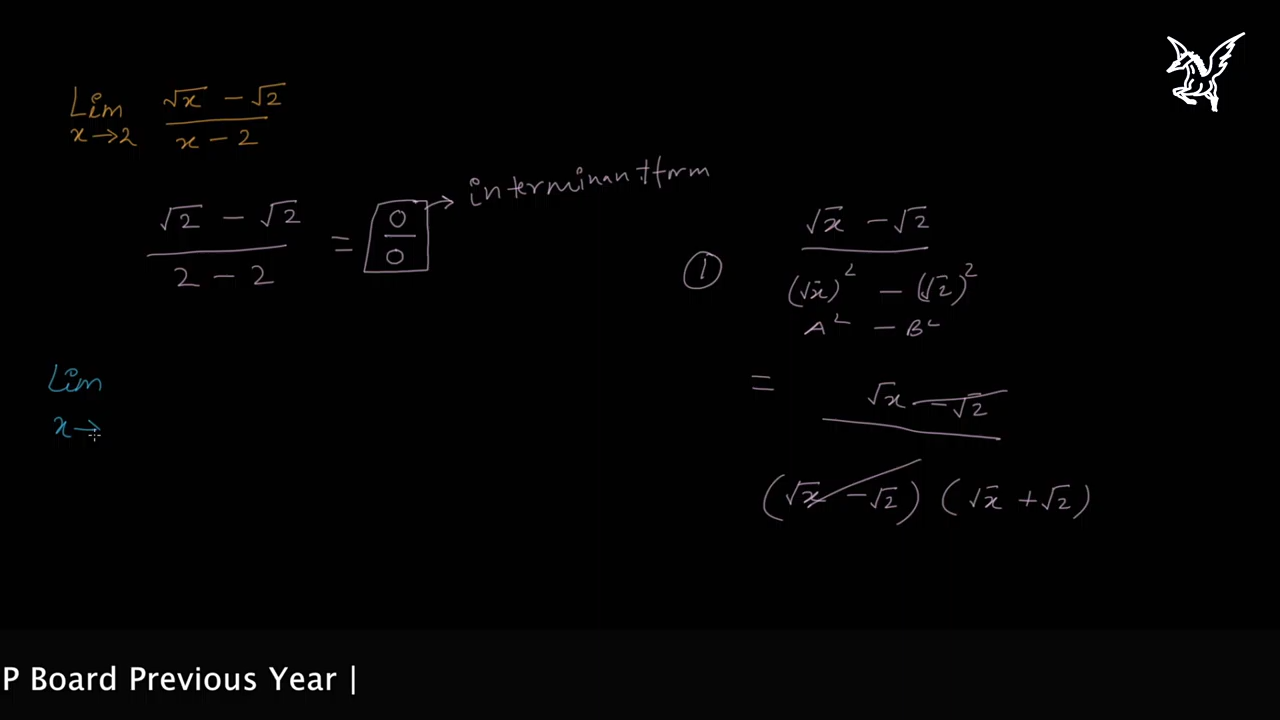 Lim √x - √2
x→2 x - 2
√2 - √2 / 2 - 2 = 0 / 0 → interminant form
① √x - √2
(√x)² - (√2)²
A² - B²
= √x - √2
(√x - √2) (√x + √2)
Lim
x→
P Board Previous Year |